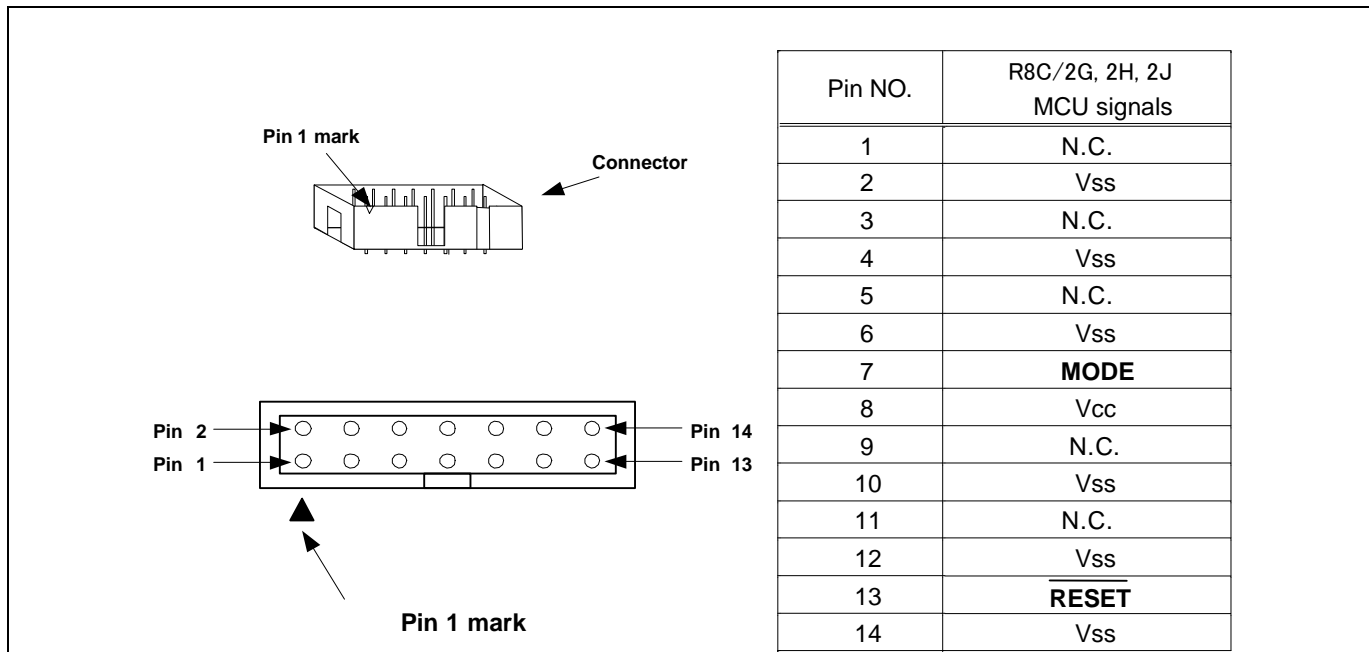 Pin 1 mark
Connector
Pin 2
Pin 14
Pin 1
Pin 13
Pin 1 mark
Pin NO. R8C/2G, 2H, 2J MCU signals
1 N.C.
2 Vss
3 N.C.
4 Vss
5 N.C.
6 Vss
7 MODE
8 Vcc
9 N.C.
10 Vss
11 N.C.
12 Vss
13 RESET
14 Vss